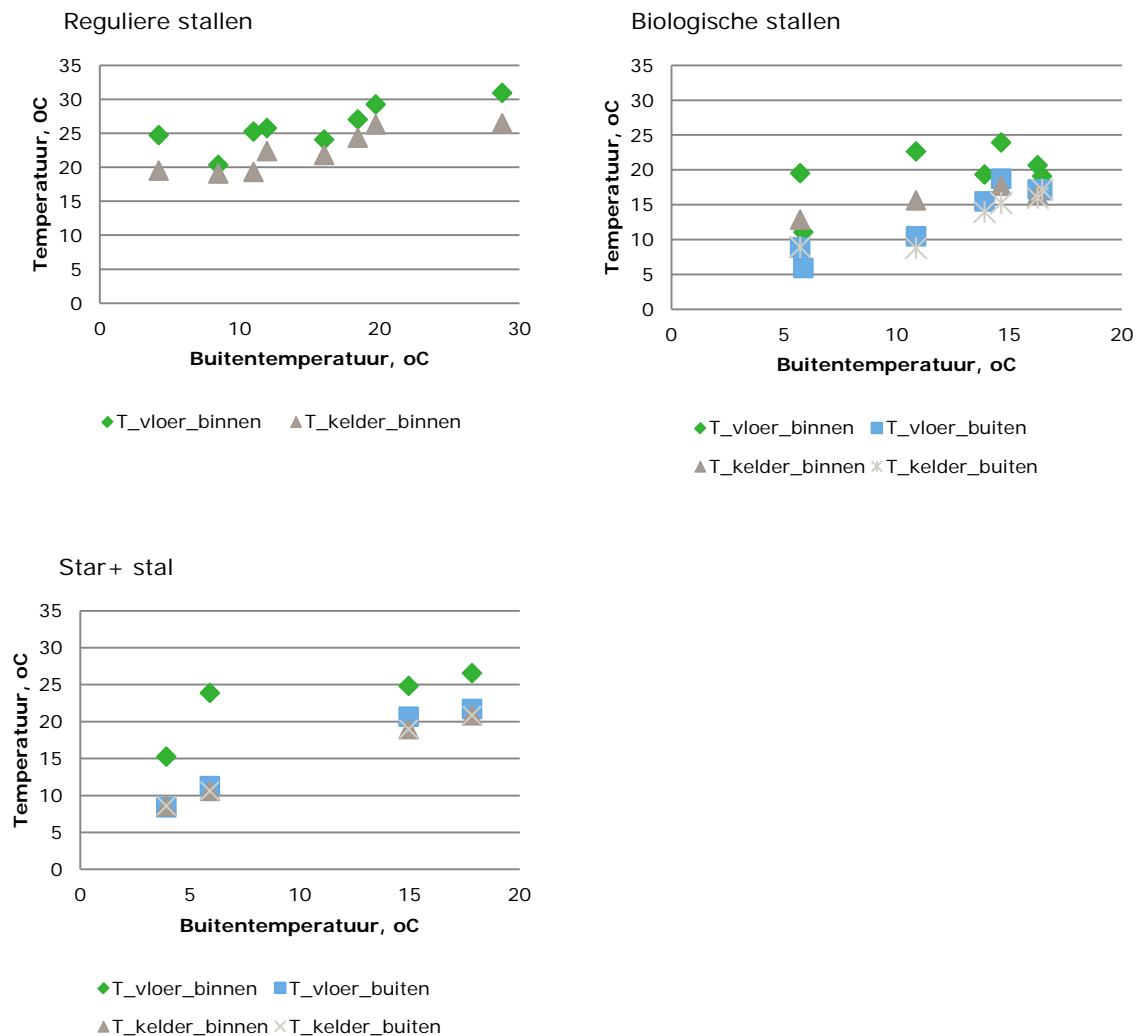 Reguliere stallen
35
30
25
20
15
10
5
0
Temperatuur, OC
0 10 20 30
Buitentemperatuur, oC
T_vloer_binnen T_kelder_binnen
Biologische stallen
35
30
25
20
15
10
5
0
Temperatuur, oC
0 5 10 15 20
Buitentemperatuur, oC
T_vloer_binnen T_vloer_buiten
T_kelder_binnen T_kelder_buiten
Star+ stal
35
30
25
20
15
10
5
0
Temperatuur, oC
0 5 10 15 20
Buitentemperatuur, oC
T_vloer_binnen T_vloer_buiten
T_kelder_binnen T_kelder_buiten